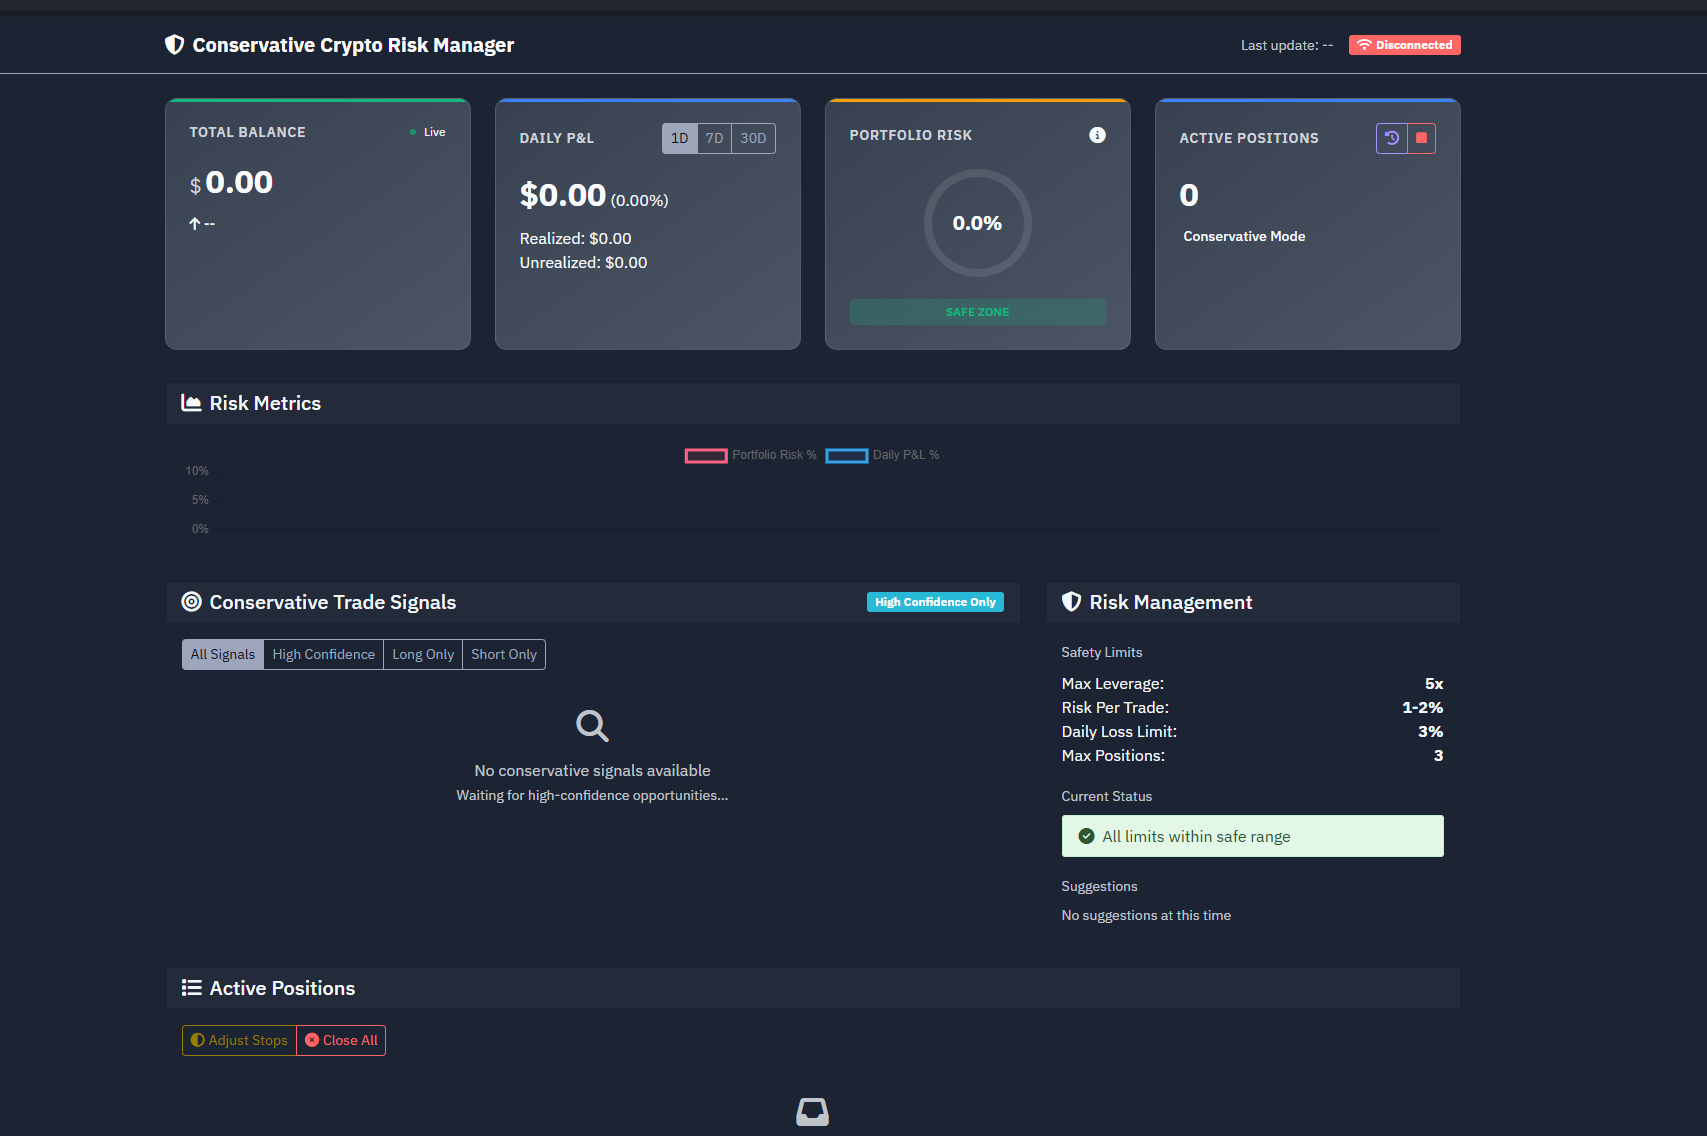 Conservative Crypto Risk Manager
Last update: --
Disconnected
TOTAL BALANCE
Live
$0.00
--
DAILY P&L
1D 7D 30D
$0.00 (0.00%)
Realized: $0.00
Unrealized: $0.00
PORTFOLIO RISK
0.0%
SAFE ZONE
ACTIVE POSITIONS
0
Conservative Mode
Risk Metrics
Portfolio Risk % Daily P&L %
10%
5%
0%
Conservative Trade Signals
High Confidence Only
All Signals High Confidence Long Only Short Only
No conservative signals available
Waiting for high-confidence opportunities...
Risk Management
Safety Limits
Max Leverage: 5x
Risk Per Trade: 1-2%
Daily Loss Limit: 3%
Max Positions: 3
Current Status
All limits within safe range
Suggestions
No suggestions at this time
Active Positions
Adjust Stops Close All